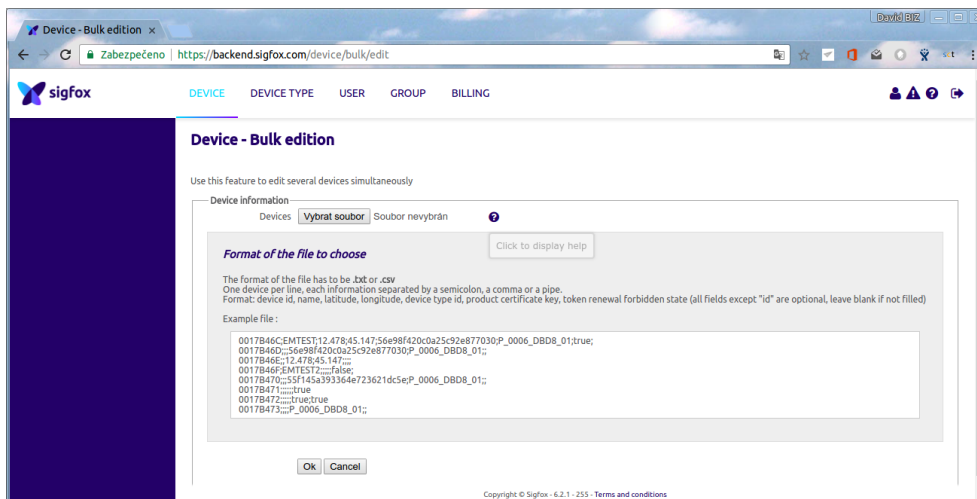 David BIZ
Device - Bulk edition
Zabezpečeno | https://backend.sigfox.com/device/bulk/edit
sigfox
DEVICE DEVICE TYPE USER GROUP BILLING
Device - Bulk edition
Use this feature to edit several devices simultaneously
Device information
Devices Vybrat soubor Soubor nevybrán
Click to display help
Format of the file to choose
The format of the file has to be .txt or .csv
One device per line, each information separated by a semicolon, a comma or a pipe.
Format: device id, name, latitude, longitude, device type id, product certificate key, token renewal forbidden state (all fields except "id" are optional, leave blank if not filled)
Example file :
0017B46C;EMTEST;12.478;45.147;56e98f420c0a25c92e877030;P_0006_DBD8_01;true;
0017B46D;;;56e98f420c0a25c92e877030;P_0006_DBD8_01;;
0017B46E;;12.478;45.147;;;;
0017B46F;EMTEST2;;;;;false;
0017B470;;;55f145a393364e723621dc5e;P_0006_DBD8_01;;
0017B471;;;;;;true
0017B472;;;;;true;true
0017B473;;;;P_0006_DBD8_01;;
Ok Cancel
Copyright © Sigfox - 6.2.1 - 255 - Terms and conditions